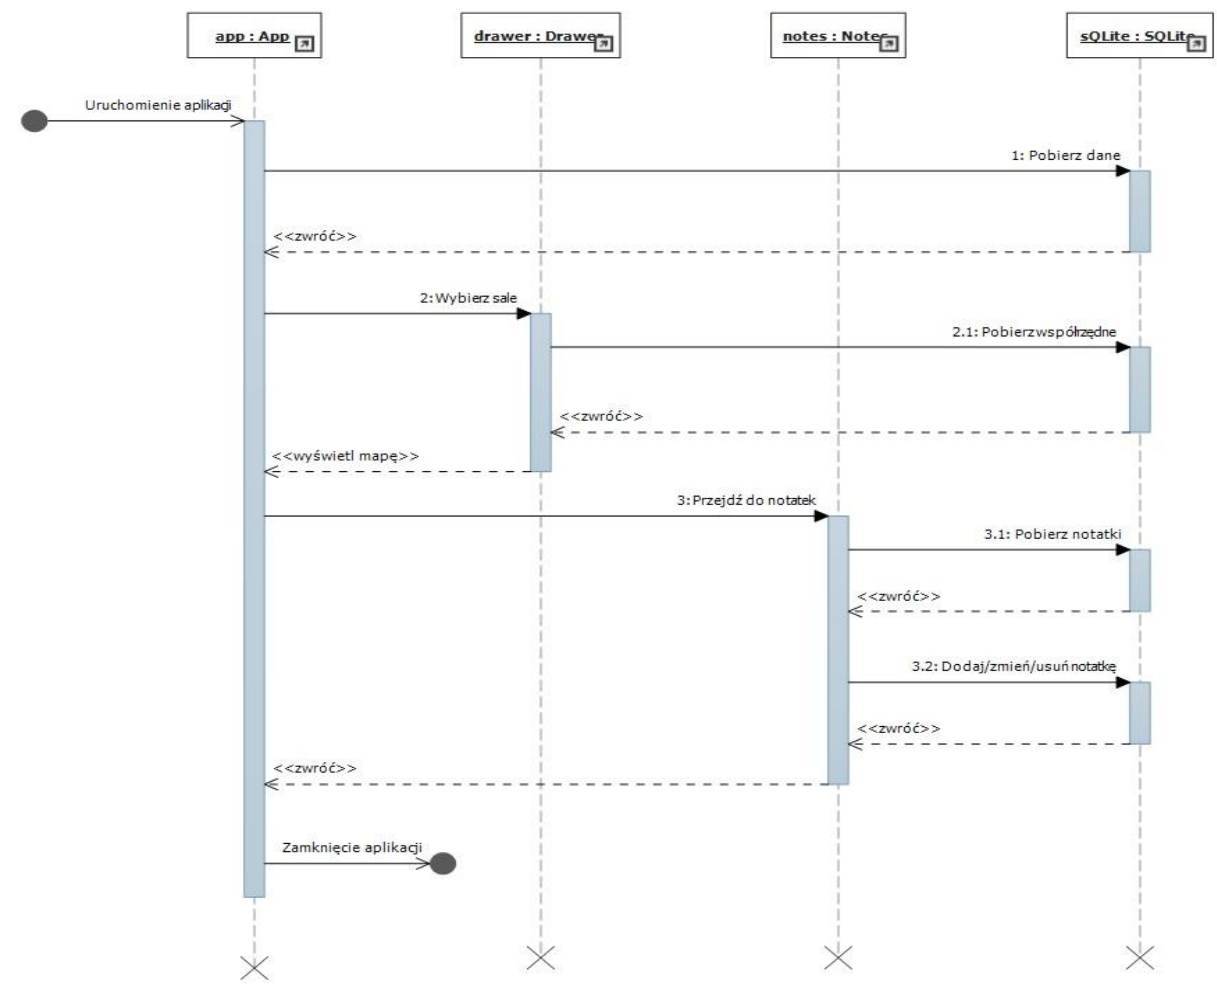 app : App
drawer : Drawer
notes : Notes
sQLite : SQLite
Uruchomienie aplikacji
1: Pobierz dane
<<zwróć>>
2: Wybierz sale
2.1: Pobierz współrzędne
<<zwróć>>
<<wyświetl mapę>>
3: Przejdź do notatek
3.1: Pobierz notatki
<<zwróć>>
3.2: Dodaj/zmień/usuń notatkę
<<zwróć>>
<<zwróć>>
Zamknięcie aplikacji